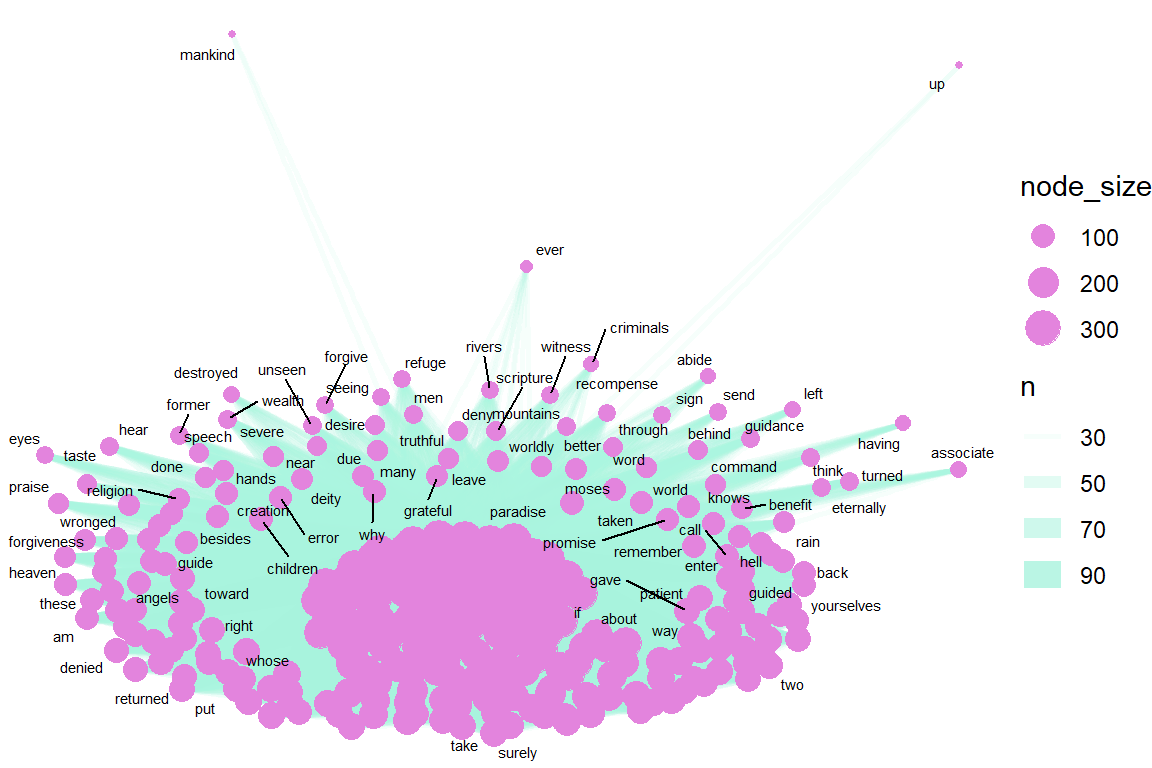 mankind
up
ever
node_size
100
200
300
n
30
50
70
90
criminals
rivers
witness
forgive
refuge
abide
unseen
destroyed
seeing
scripture
recompense
wealth
men
sign
send
left
former
deny
mountains
hear
speech
severe
desire
through
behind
guidance
eyes
truthful
worldly
better
having
taste
done
near
due
many
word
command
think
associate
praise
religion
hands
deity
leave
moses
world
knows
benefit
turned
eternally
creation
grateful
paradise
wronged
besides
error
why
promise
taken
call
rain
forgiveness
guide
children
remember
enter
hell
heaven
angels
toward
gave
patient
guided
back
these
if
about
yourselves
am
right
way
denied
whose
two
returned
put
take
surely